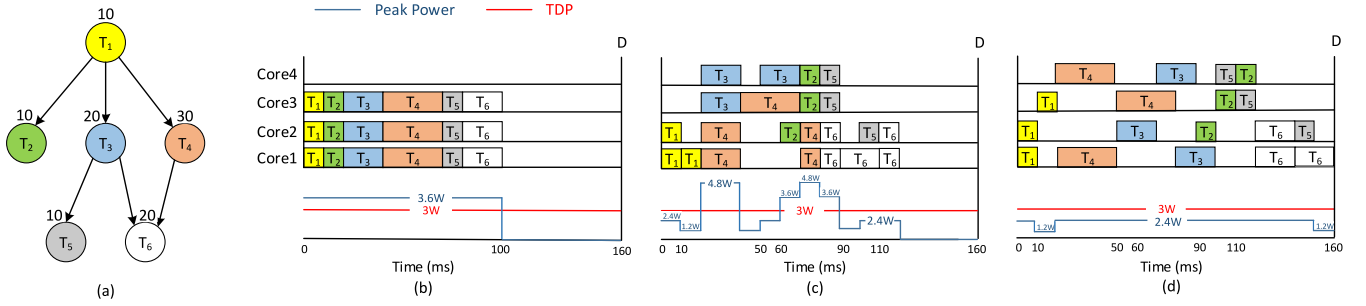 Peak Power TDP
10
T1
10 20 30
T2 T3 T4
10 20
T5 T6
(a)
D
Core4
Core3 T1 T2 T3 T4 T5 T6
Core2 T1 T2 T3 T4 T5 T6
Core1 T1 T2 T3 T4 T5 T6
3.6W
3W
0 100 160
Time (ms)
(b)
D
T3 T3 T2 T5
T3 T4 T2 T5
T1 T4 T2 T4 T6 T5 T6
T1 T1 T4 T4 T6 T6 T6
2.4W 1.2W 4.8W 3.6W 4.8W 3.6W 2.4W
3W
0 10 50 60 90 110 160
Time (ms)
(c)
D
T4 T3 T5 T2
T1 T4 T2 T5
T1 T3 T2 T6 T5
T1 T4 T3 T6 T6
3W
1.2W 2.4W 1.2W
0 10 50 60 90 110 160
Time (ms)
(d)